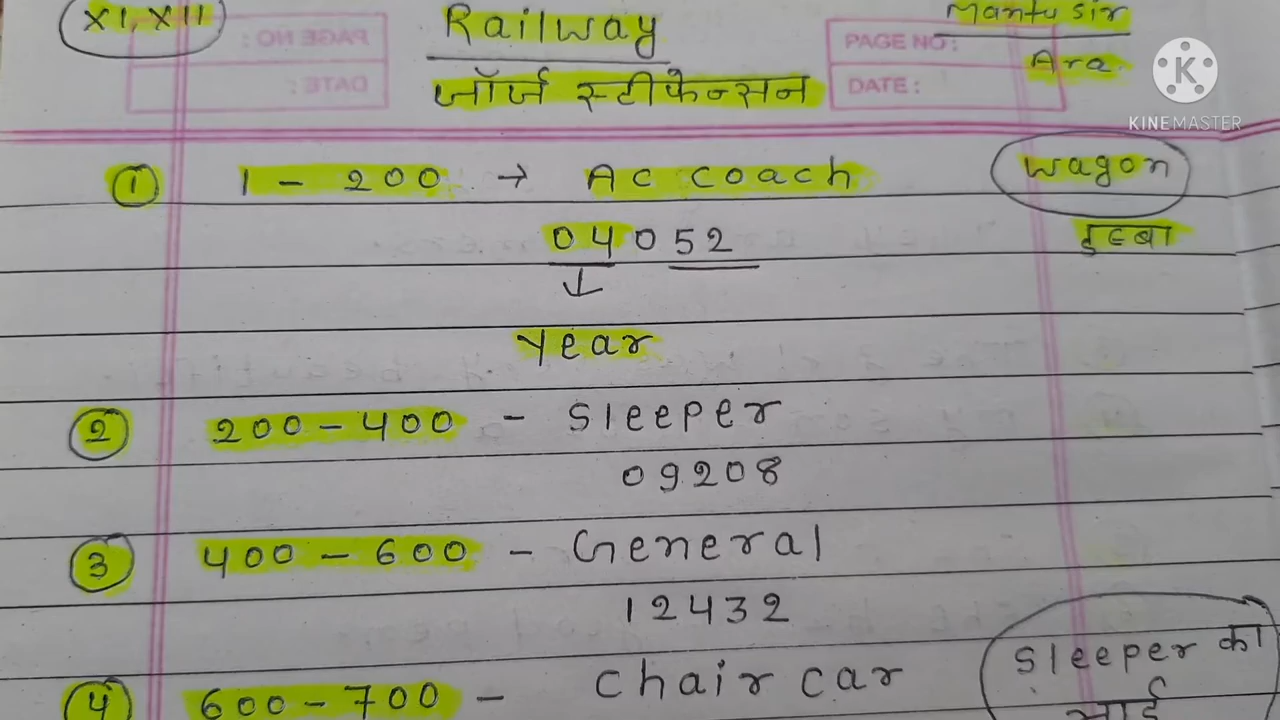 XI, XII
Railway
Mantu sir
Ara.
जॉर्ज स्टीफेन्सन
PAGE NO:
DATE:
KINEMASTER
① 1 - 200 → AC COACH
wagon
डब्बा
04052
↓
Year
② 200 - 400 - Sleeper
09208
③ 400 - 600 - General
12432
④ 600 - 700 - chair car
Sleeper का